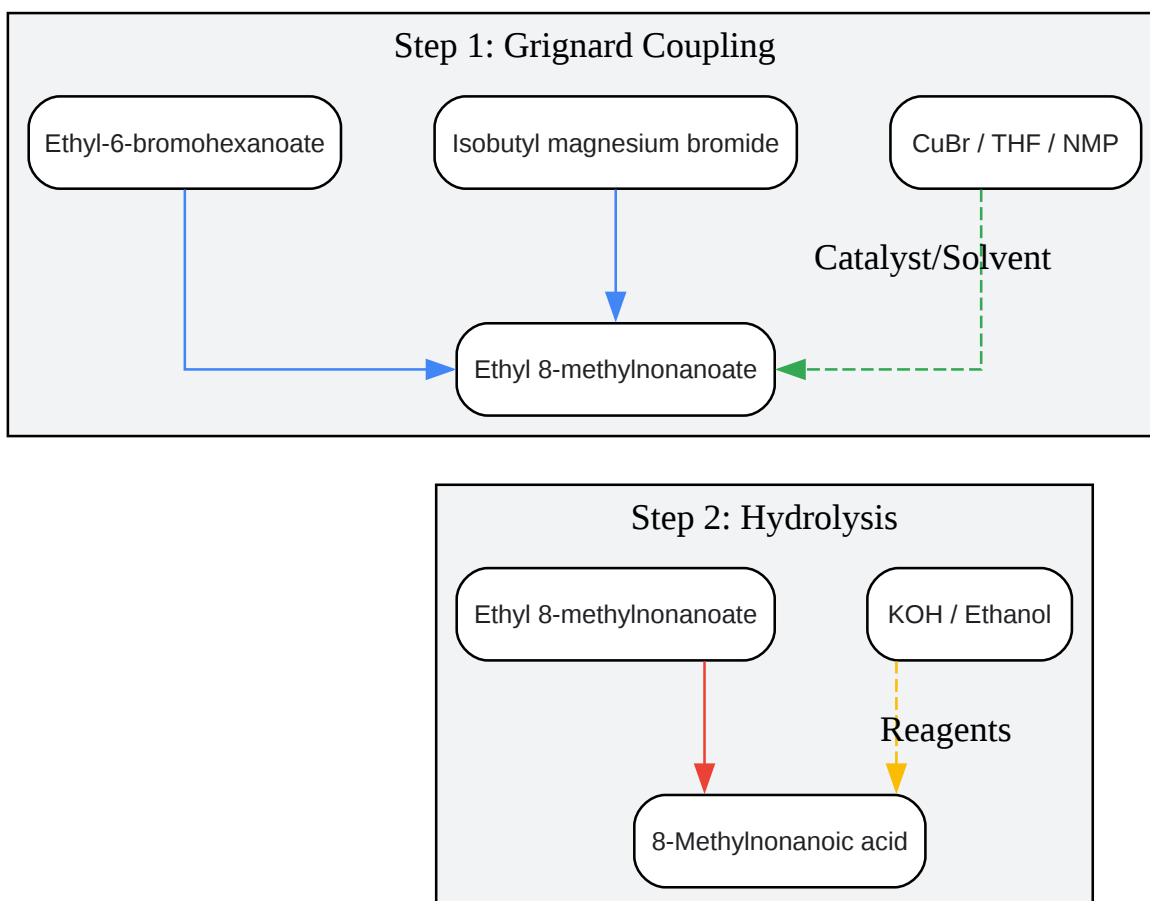 Step 1: Grignard Coupling
Ethyl-6-bromohexanoate
Isobutyl magnesium bromide
CuBr / THF / NMP
Catalyst/Solvent
Ethyl 8-methylnonanoate
Step 2: Hydrolysis
Ethyl 8-methylnonanoate
KOH / Ethanol
Reagents
8-Methylnonanoic acid